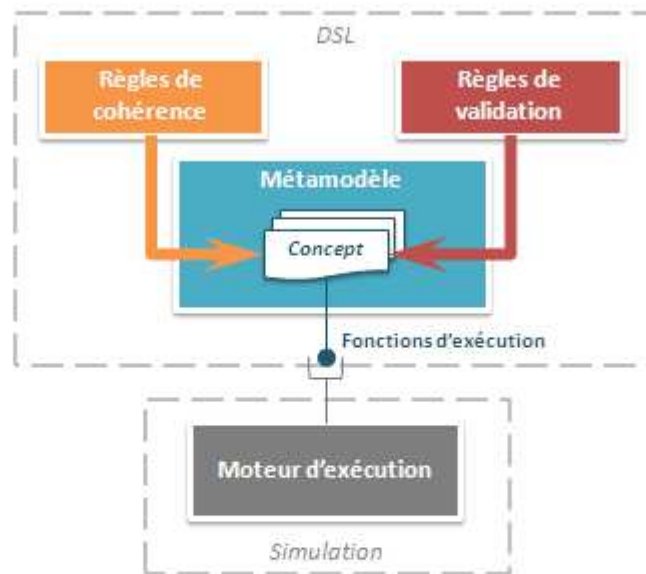 DSL
Règles de
cohérence
Règles de
validation
Métamodèle
Concept
Fonctions d'exécution
Moteur d'exécution
Simulation